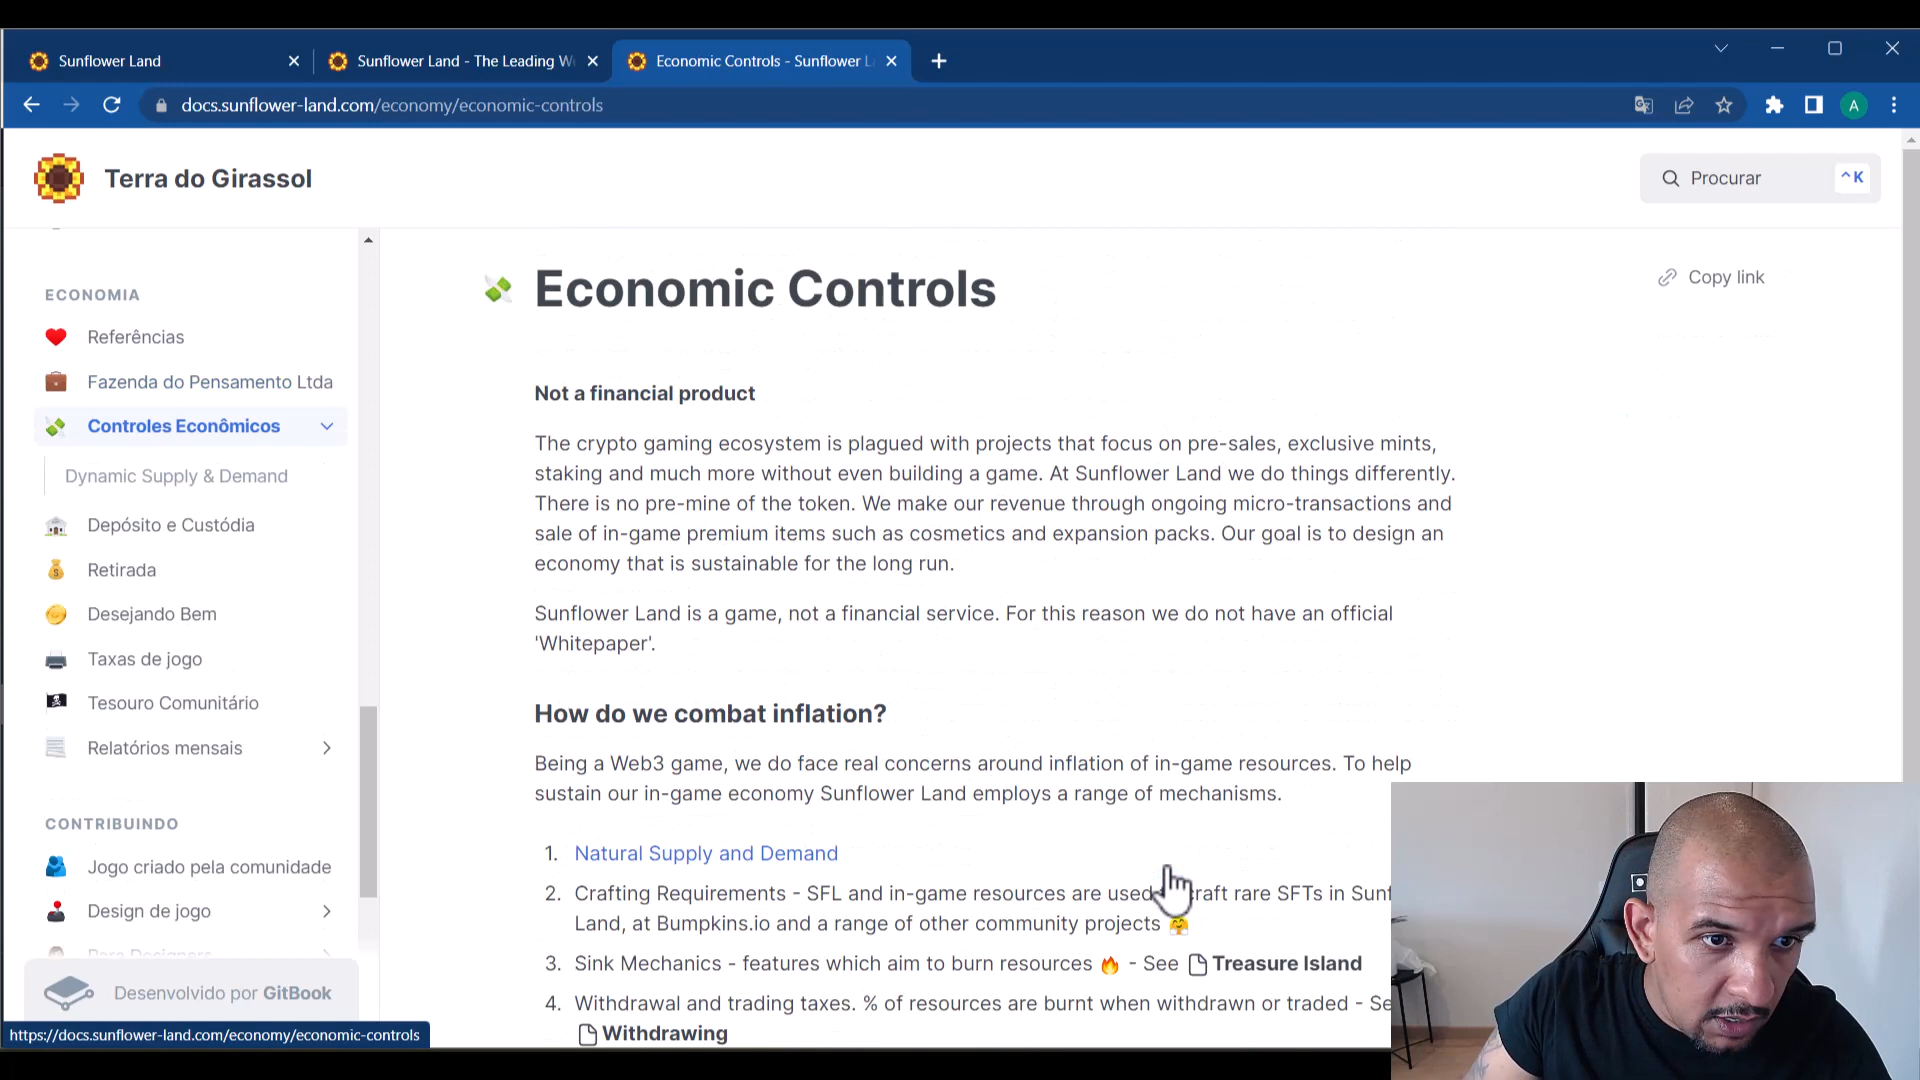 Sunflower Land
Sunflower Land - The Leading W
Economic Controls - Sunflower L
docs.sunflower-land.com/economy/economic-controls
A
Terra do Girassol
Procurar
^K
ECONOMIA
Referências
Fazenda do Pensamento Ltda
Controles Econômicos
Dynamic Supply & Demand
Depósito e Custódia
Retirada
Desejando Bem
Taxas de jogo
Tesouro Comunitário
Relatórios mensais
CONTRIBUINDO
Jogo criado pela comunidade
Design de jogo
Para Designers
Desenvolvido por GitBook
https://docs.sunflower-land.com/economy/economic-controls
Economic Controls
Copy link
Not a financial product
The crypto gaming ecosystem is plagued with projects that focus on pre-sales, exclusive mints,
staking and much more without even building a game. At Sunflower Land we do things differently.
There is no pre-mine of the token. We make our revenue through ongoing micro-transactions and
sale of in-game premium items such as cosmetics and expansion packs. Our goal is to design an
economy that is sustainable for the long run.
Sunflower Land is a game, not a financial service. For this reason we do not have an official
'Whitepaper'.
How do we combat inflation?
Being a Web3 game, we do face real concerns around inflation of in-game resources. To help
sustain our in-game economy Sunflower Land employs a range of mechanisms.
1. Natural Supply and Demand
2. Crafting Requirements - SFL and in-game resources are used raft rare SFTs in Sunf
Land, at Bumpkins.io and a range of other community projects
3. Sink Mechanics - features which aim to burn resources - See Treasure Island
4. Withdrawal and trading taxes. % of resources are burnt when withdrawn or traded - Se
Withdrawing